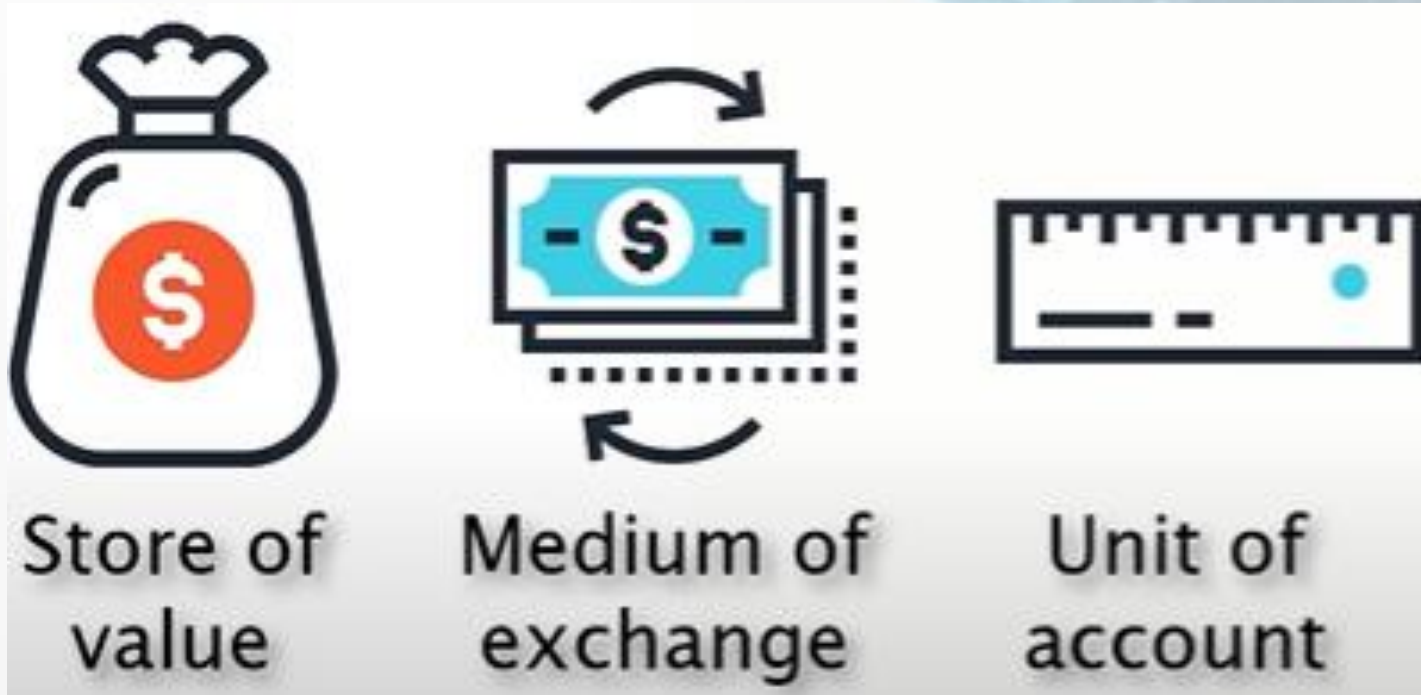 $
$
Store of
value
Medium of
exchange
Unit of
account